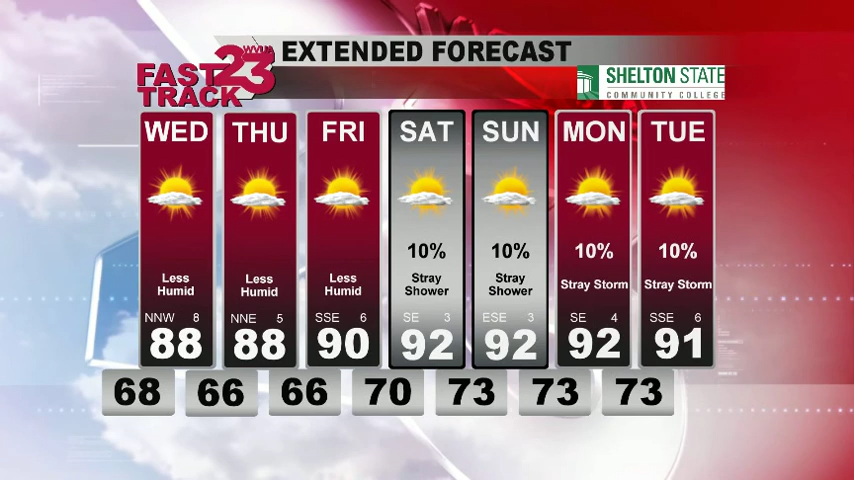 WVUA
23
FAST
TRACK
EXTENDED FORECAST
SHELTON STATE
COMMUNITY COLLEGE
WED THU FRI SAT SUN MON TUE
10% 10% 10% 10%
Less Humid
Less Humid
Less Humid
Stray Shower
Stray Shower
Stray Storm
Stray Storm
NNW 8 NNE 5 SSE 6 SE 3 ESE 3 SE 4 SSE 6
88 88 90 92 92 92 91
68 66 66 70 73 73 73